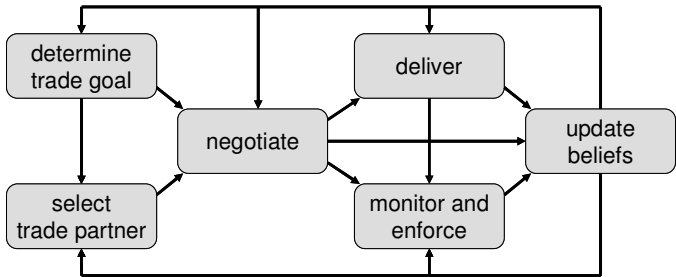 determine
trade goal
deliver
negotiate
update
beliefs
select
trade partner
monitor and
enforce